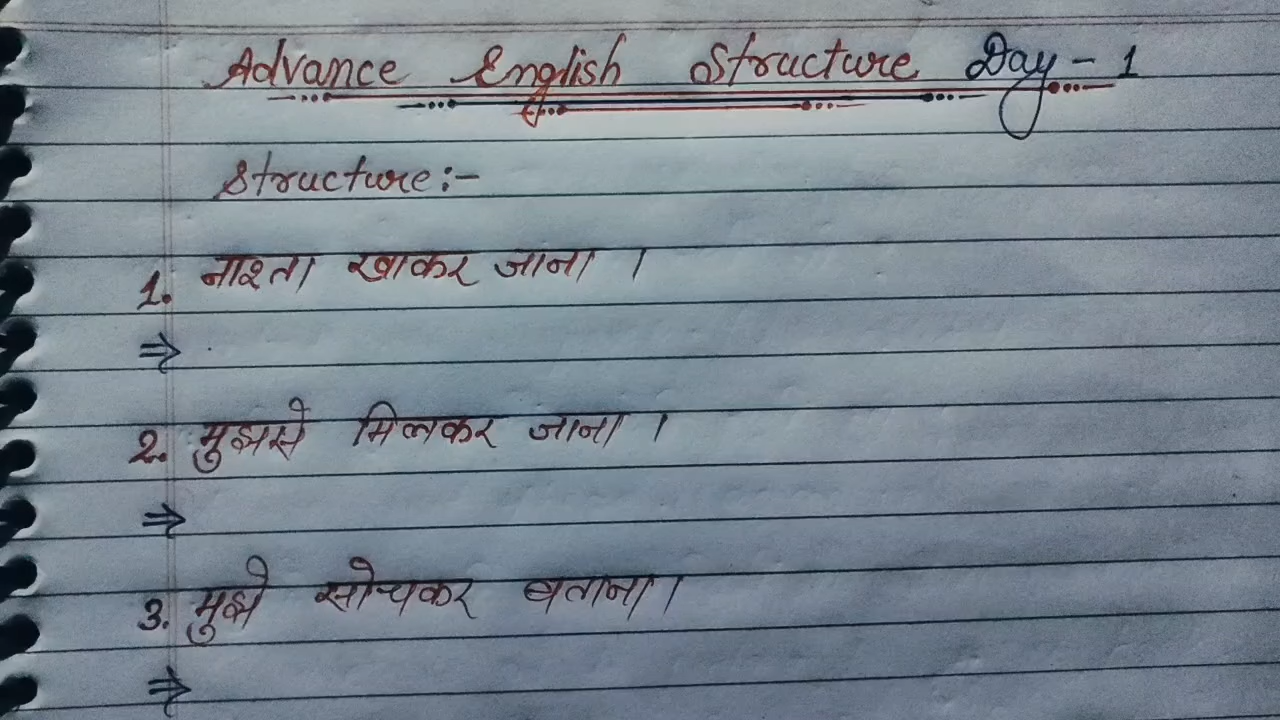 Advance English Structure Day - 1
Structure:-
1. नाश्ता खाकर जाना ।
⇒
2. मुझसे मिलकर जाना ।
⇒
3. मुझे सोचकर बताना ।
⇒